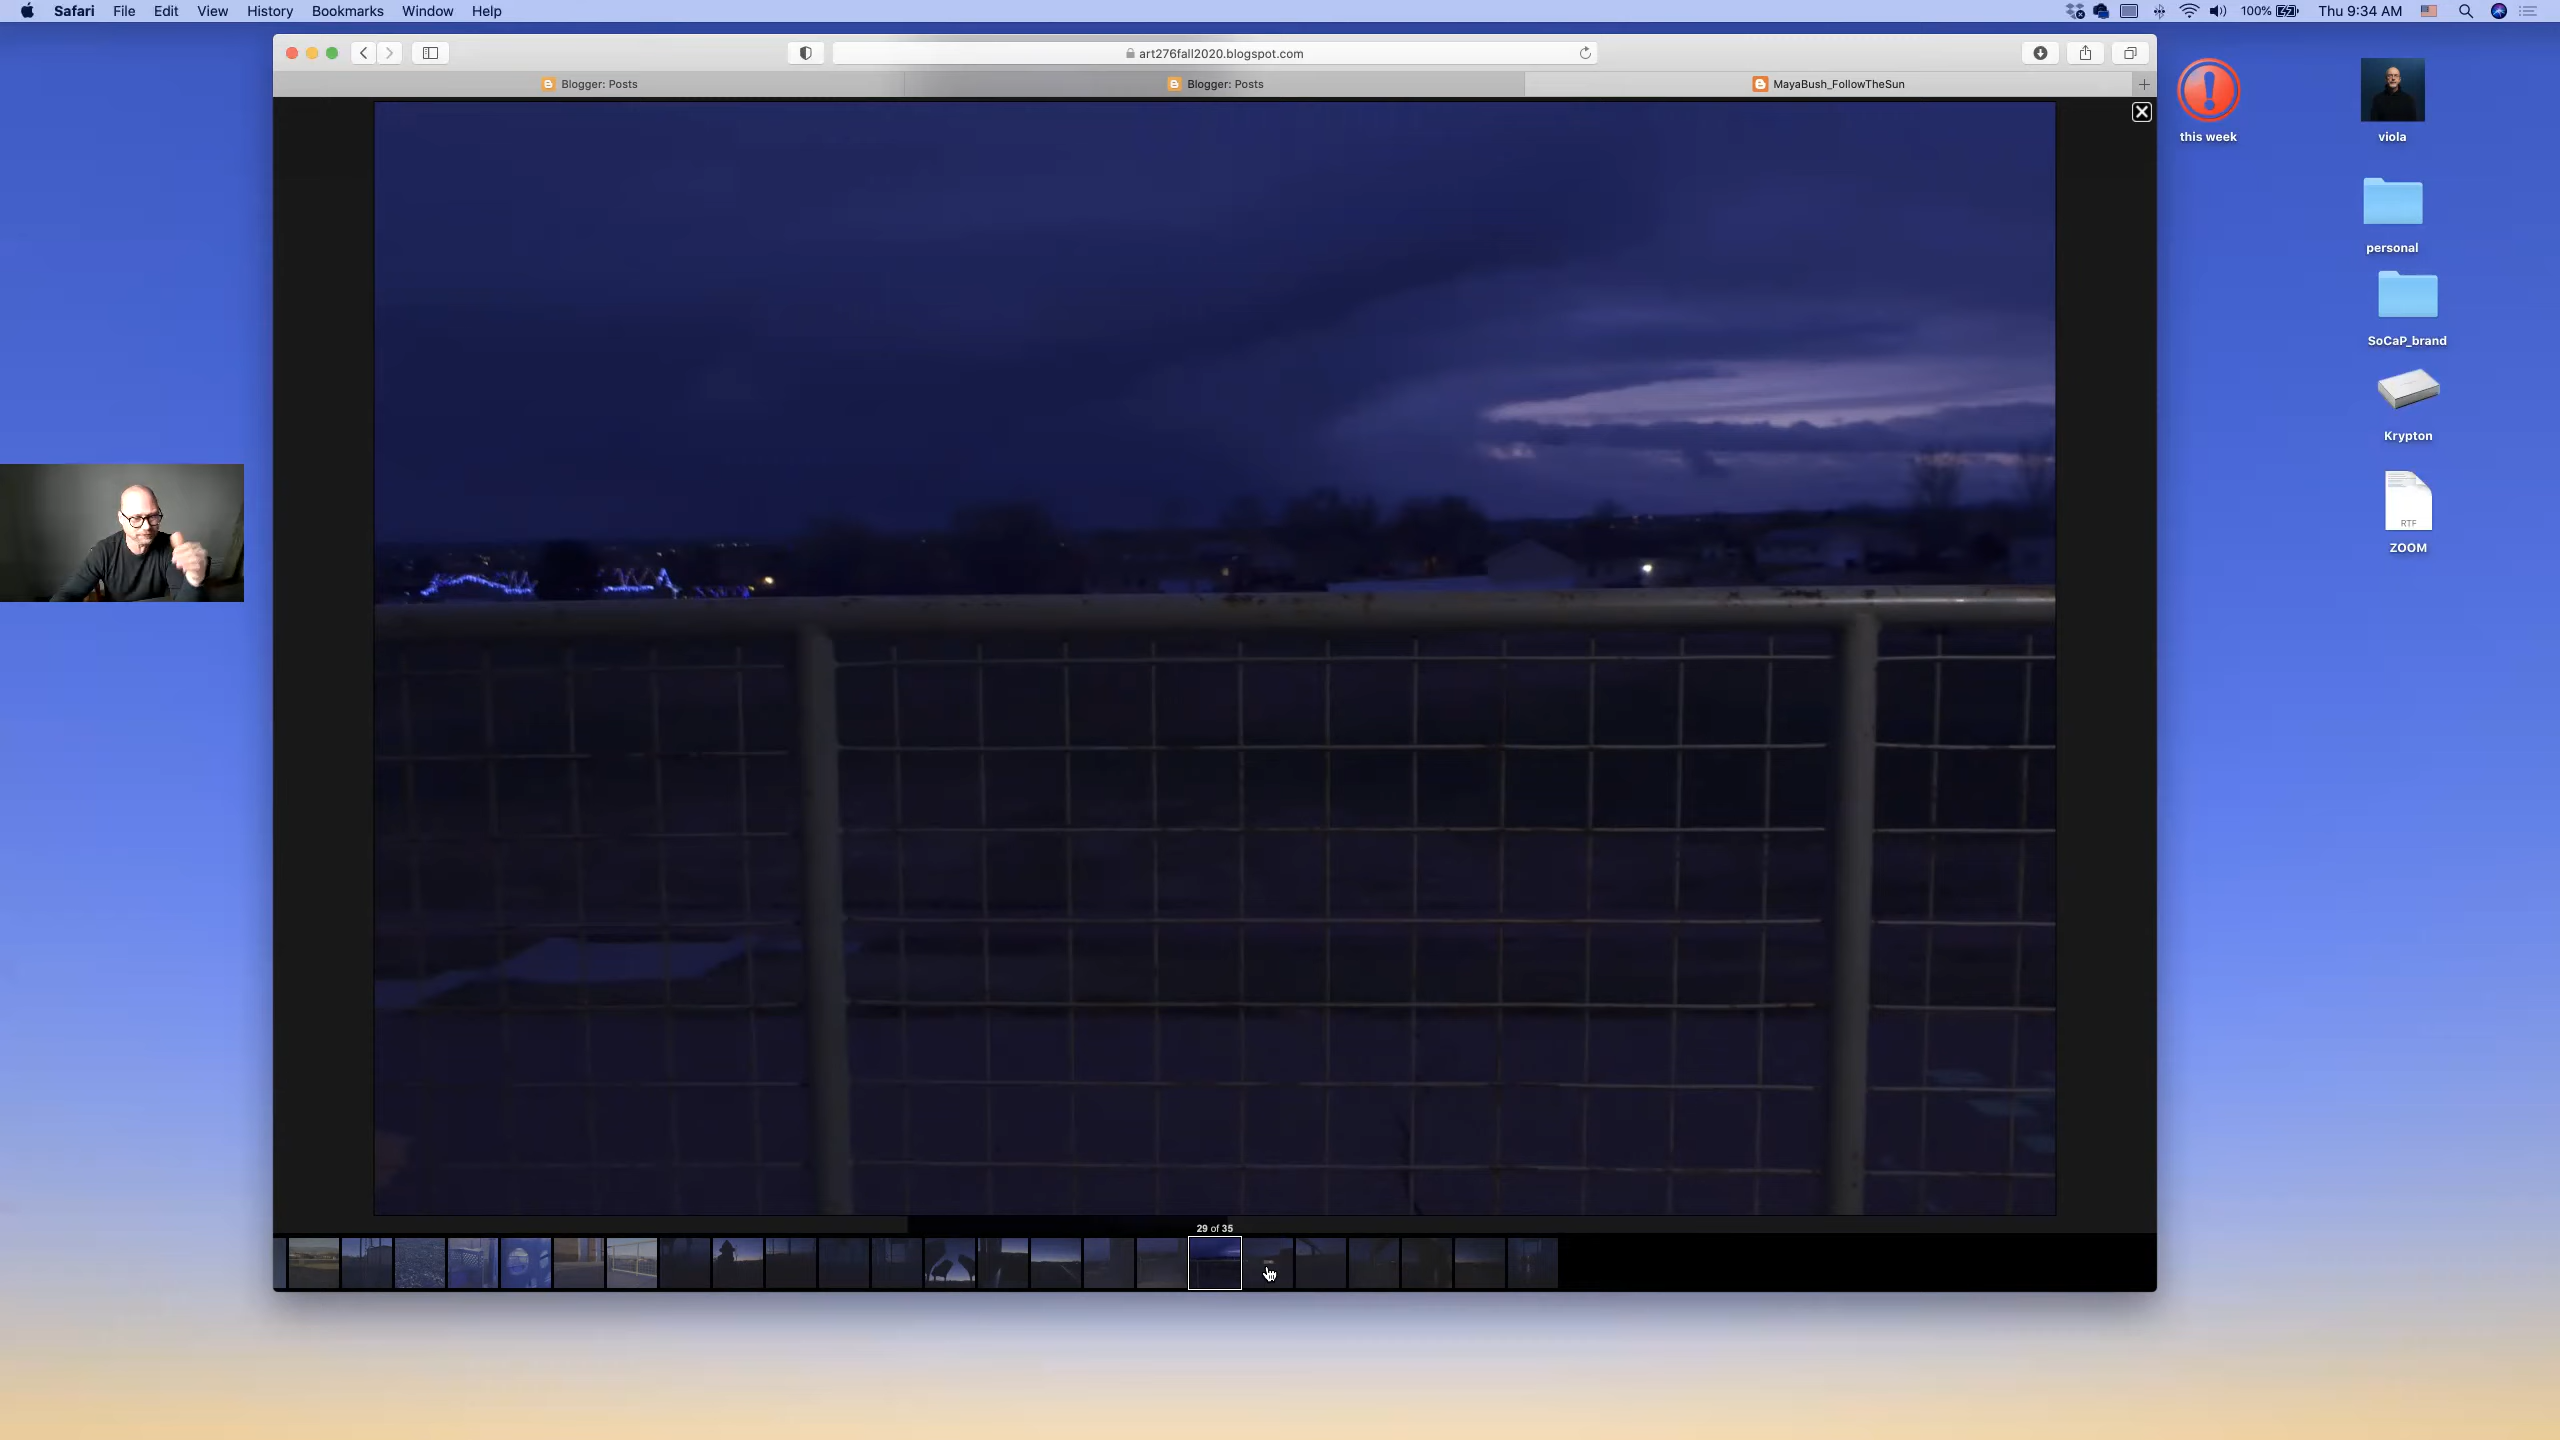 Safari File Edit View History Bookmarks Window Help
100% Thu 9:34 AM
art276fall2020.blogspot.com
Blogger: Posts
Blogger: Posts
MayaBush_FollowTheSun
this week
viola
personal
SoCaP_brand
Krypton
RTF
ZOOM
29 of 35